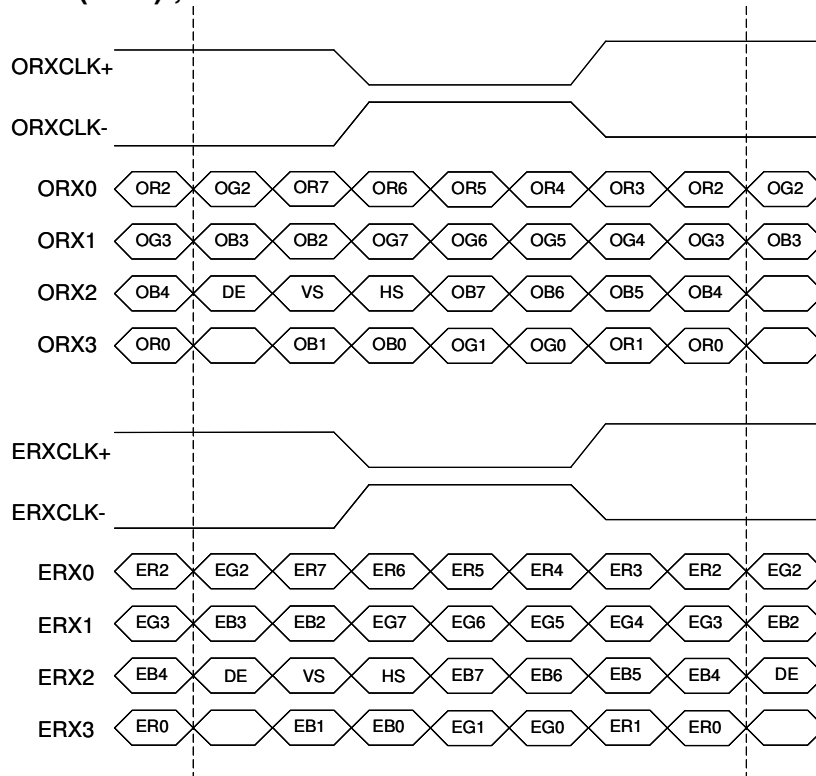 ORXCLK+
ORXCLK-
ORX0 OR2 OG2 OR7 OR6 OR5 OR4 OR3 OR2 OG2
ORX1 OG3 OB3 OB2 OG7 OG6 OG5 OG4 OG3 OB3
ORX2 OB4 DE VS HS OB7 OB6 OB5 OB4
ORX3 OR0 OB1 OB0 OG1 OG0 OR1 OR0
ERXCLK+
ERXCLK-
ERX0 ER2 EG2 ER7 ER6 ER5 ER4 ER3 ER2 EG2
ERX1 EG3 EB3 EB2 EG7 EG6 EG5 EG4 EG3 EB2
ERX2 EB4 DE VS HS EB7 EB6 EB5 EB4 DE
ERX3 ER0 EB1 EB0 EG1 EG0 ER1 ER0